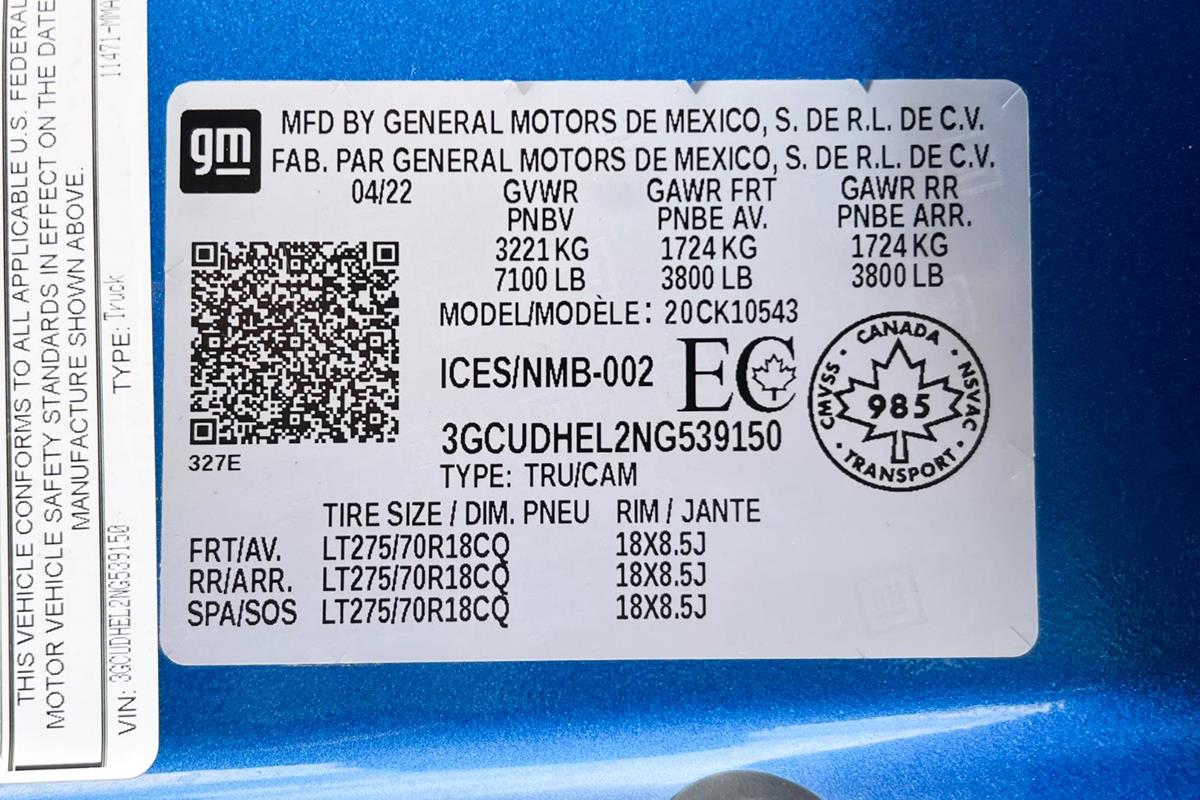 THIS VEHICLE CONFORMS TO ALL APPLICABLE U.S. FEDERAL
MOTOR VEHICLE SAFETY STANDARDS IN EFFECT ON THE DATE
MANUFACTURE SHOWN ABOVE.
VIN: 3GCUDHEL2NG539150 TYPE: Truck 11471-MMA
gm
MFD BY GENERAL MOTORS DE MEXICO, S. DE R.L. DE C.V.
FAB. PAR GENERAL MOTORS DE MEXICO, S. DE R.L. DE C.V.
04/22 GVWR GAWR FRT GAWR RR
PNBV PNBE AV. PNBE ARR.
3221 KG 1724 KG 1724 KG
7100 LB 3800 LB 3800 LB
MODEL/MODÈLE: 20CK10543
ICES/NMB-002 EC
CANADA
CMVSS 985 NSVAC
TRANSPORT
3GCUDHEL2NG539150
327E
TYPE: TRU/CAM
TIRE SIZE / DIM. PNEU RIM / JANTE
FRT/AV. LT275/70R18CQ 18X8.5J
RR/ARR. LT275/70R18CQ 18X8.5J
SPA/SOS LT275/70R18CQ 18X8.5J